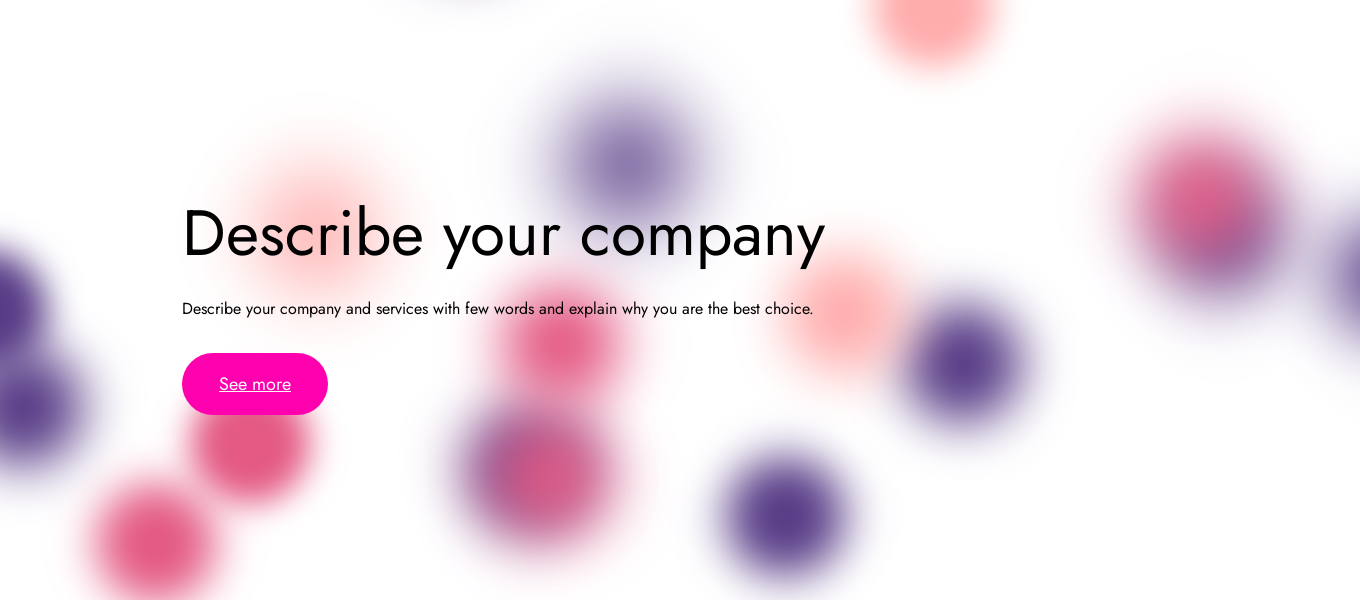 Describe your company
Describe your company and services with few words and explain why you are the best choice.
See more